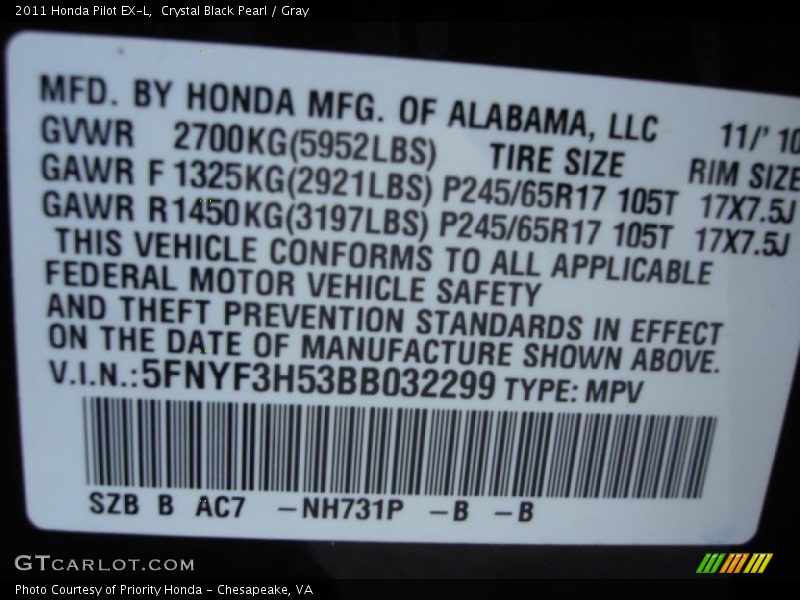 2011 Honda Pilot EX-L, Crystal Black Pearl / Gray
MFD. BY HONDA MFG. OF ALABAMA, LLC 11/' 10
GVWR 2700KG(5952LBS) TIRE SIZE RIM SIZE
GAWR F 1325KG(2921LBS) P245/65R17 105T 17X7.5J
GAWR R1450KG(3197LBS) P245/65R17 105T 17X7.5J
THIS VEHICLE CONFORMS TO ALL APPLICABLE
FEDERAL MOTOR VEHICLE SAFETY
AND THEFT PREVENTION STANDARDS IN EFFECT
ON THE DATE OF MANUFACTURE SHOWN ABOVE.
V.I.N.:5FNYF3H53BB032299 TYPE: MPV
SZB B AC7 -NH731P -B -B
GTCARLOT.COM
Photo Courtesy of Priority Honda - Chesapeake, VA